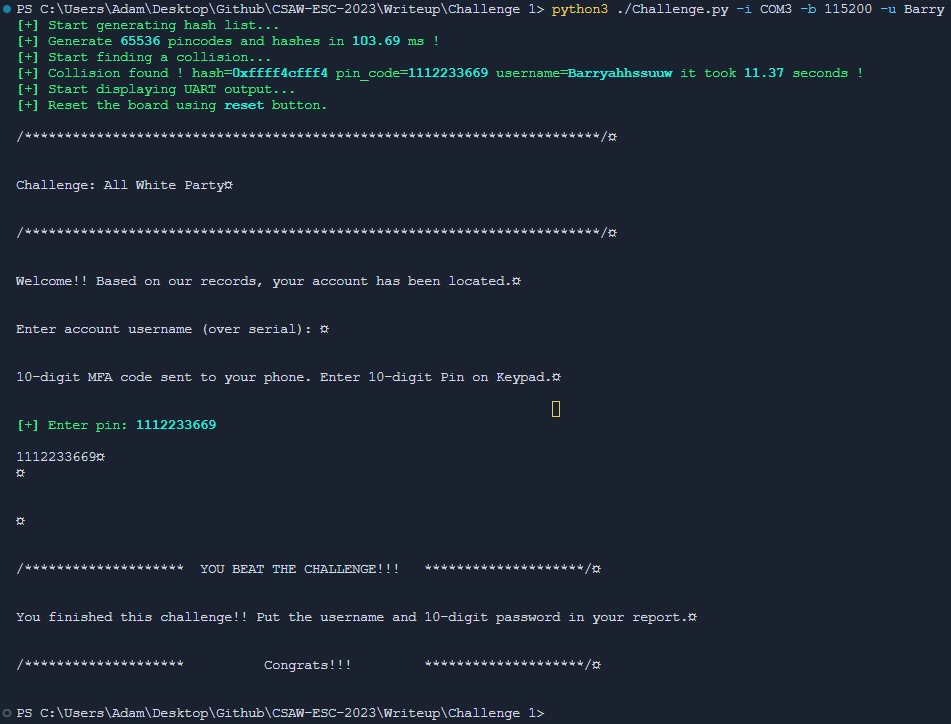 PS C:\Users\Adam\Desktop\Github\CSAW-ESC-2023\Writeup\Challenge 1> python3 ./Challenge.py -i COM3 -b 115200 -u Barry
[+] Start generating hash list...
[+] Generate 65536 pincodes and hashes in 103.69 ms !
[+] Start finding a collision...
[+] Collision found ! hash=0xffff4cfff4 pin_code=1112233669 username=Barryahhssuuw it took 11.37 seconds !
[+] Start displaying UART output...
[+] Reset the board using reset button.
/************************************************************************/¤
Challenge: All White Party¤
/************************************************************************/¤
Welcome!! Based on our records, your account has been located.¤
Enter account username (over serial): ¤
10-digit MFA code sent to your phone. Enter 10-digit Pin on Keypad.¤
[+] Enter pin: 1112233669
1112233669¤
¤
¤
/********************  YOU BEAT THE CHALLENGE!!!   ********************/¤
You finished this challenge!! Put the username and 10-digit password in your report.¤
/********************          Congrats!!!         ********************/¤
PS C:\Users\Adam\Desktop\Github\CSAW-ESC-2023\Writeup\Challenge 1>